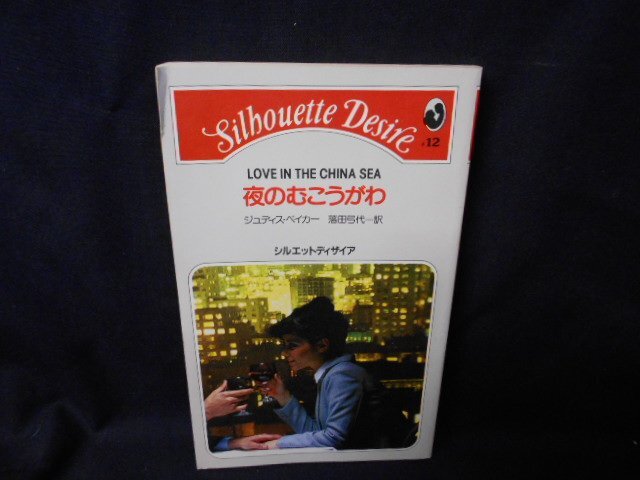 Silhouette Desire
12
LOVE IN THE CHINA SEA
夜のむこうがわ
ジュディス・ベイカー 落田弓代―訳
シルエット・ディザイア